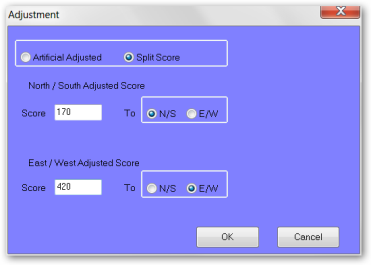 Adjustment
Artificial Adjusted Split Score
North / South Adjusted Score
Score 170 To N/S E/W
East / West Adjusted Score
Score 420 To N/S E/W
OK Cancel